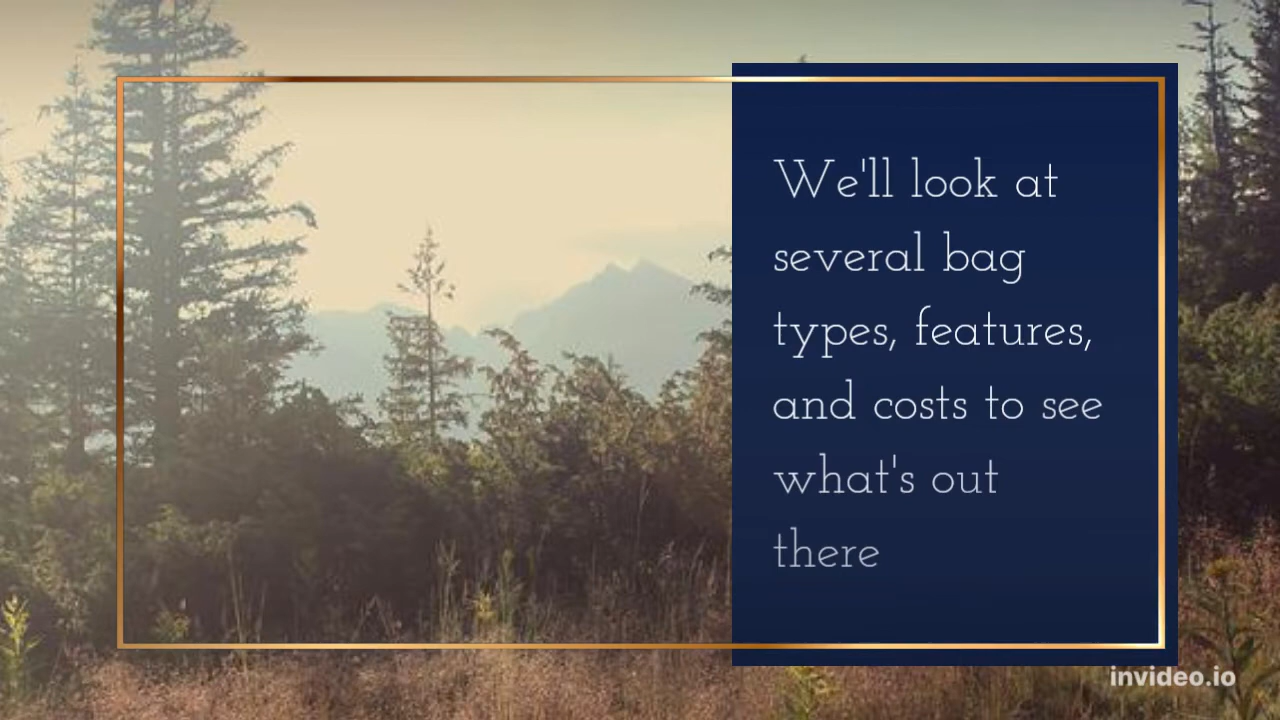 We'll look at
several bag
types, features,
and costs to see
what's out
there
invideo.io